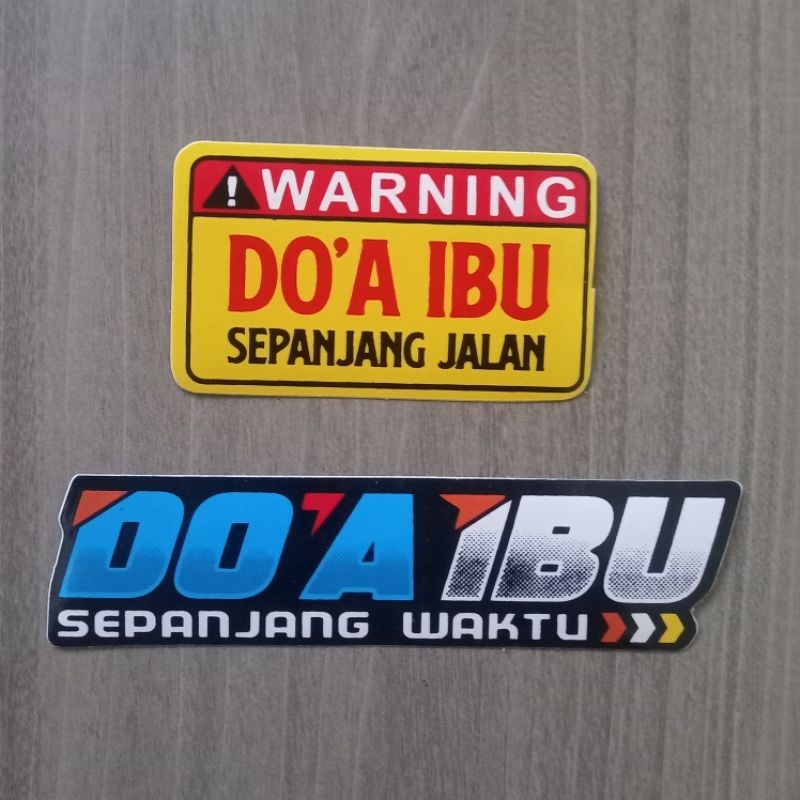 ! WARNING
DO'A IBU
SEPANJANG JALAN
DO'A IBU
SEPANJANG WAKTU